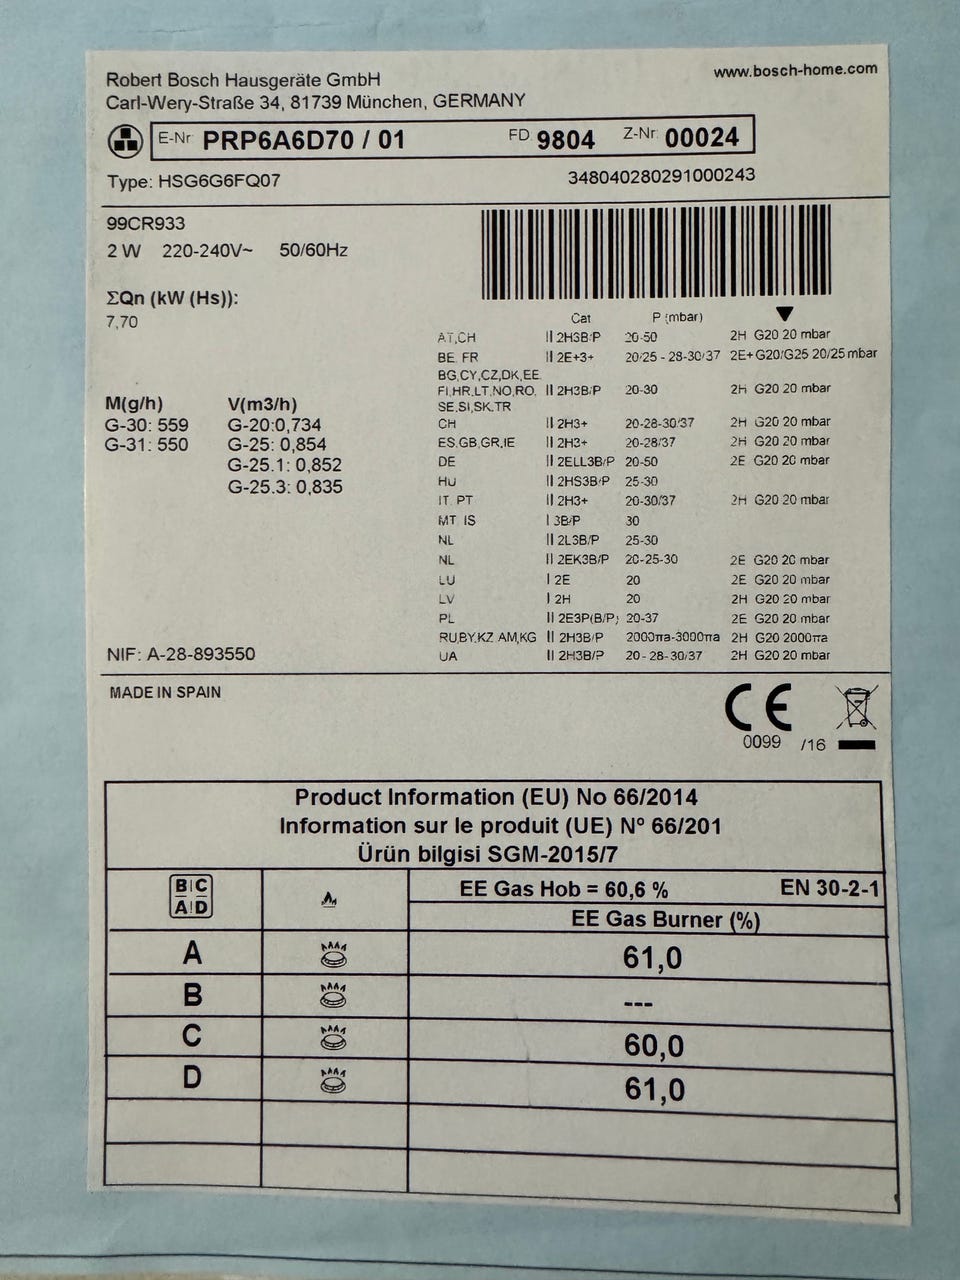 Robert Bosch Hausgeräte GmbH
www.bosch-home.com
Carl-Wery-Straße 34, 81739 München, GERMANY
E-Nr PRP6A6D70 / 01 FD 9804 Z-Nr 00024
Type: HSG6G6FQ07 348040280291000243
99CR933
2 W 220-240V~ 50/60Hz
ΣQn (kW (Hs)):
7,70
M(g/h) V(m3/h)
G-30: 559 G-20:0,734
G-31: 550 G-25: 0,854
G-25.1: 0,852
G-25.3: 0,835
NIF: A-28-893550
Cat P (mbar) ▼
AT,CH II 2H3B/P 20-50 2H G20 20 mbar
BE, FR II 2E+3+ 20/25 - 28-30/37 2E+G20/G25 20/25 mbar
BG,CY,CZ,DK,EE,
FI,HR,LT,NO,RO, II 2H3B/P 20-30 2H G20 20 mbar
SE,SI,SK,TR
CH II 2H3+ 20-28-30/37 2H G20 20 mbar
ES,GB,GR,IE II 2H3+ 20-28/37 2H G20 20 mbar
DE II 2ELL3B/P 20-50 2E G20 20 mbar
HU II 2HS3B/P 25-30
IT, PT II 2H3+ 20-30/37 2H G20 20 mbar
MT, IS I 3B/P 30
NL II 2L3B/P 25-30
NL II 2EK3B/P 20-25-30 2E G20 20 mbar
LU I 2E 20 2E G20 20 mbar
LV I 2H 20 2H G20 20 mbar
PL II 2E3P(B/P) 20-37 2E G20 20 mbar
RU,BY,KZ,AM,KG II 2H3B/P 2000πa-3000πa 2H G20 2000πa
UA II 2H3B/P 20-28-30/37 2H G20 20 mbar
MADE IN SPAIN
CE
0099 /16
Product Information (EU) No 66/2014
Information sur le produit (UE) Nº 66/201
Ürün bilgisi SGM-2015/7
B C
A D
EE Gas Hob = 60,6 % EN 30-2-1
EE Gas Burner (%)
A 61,0
B ---
C 60,0
D 61,0